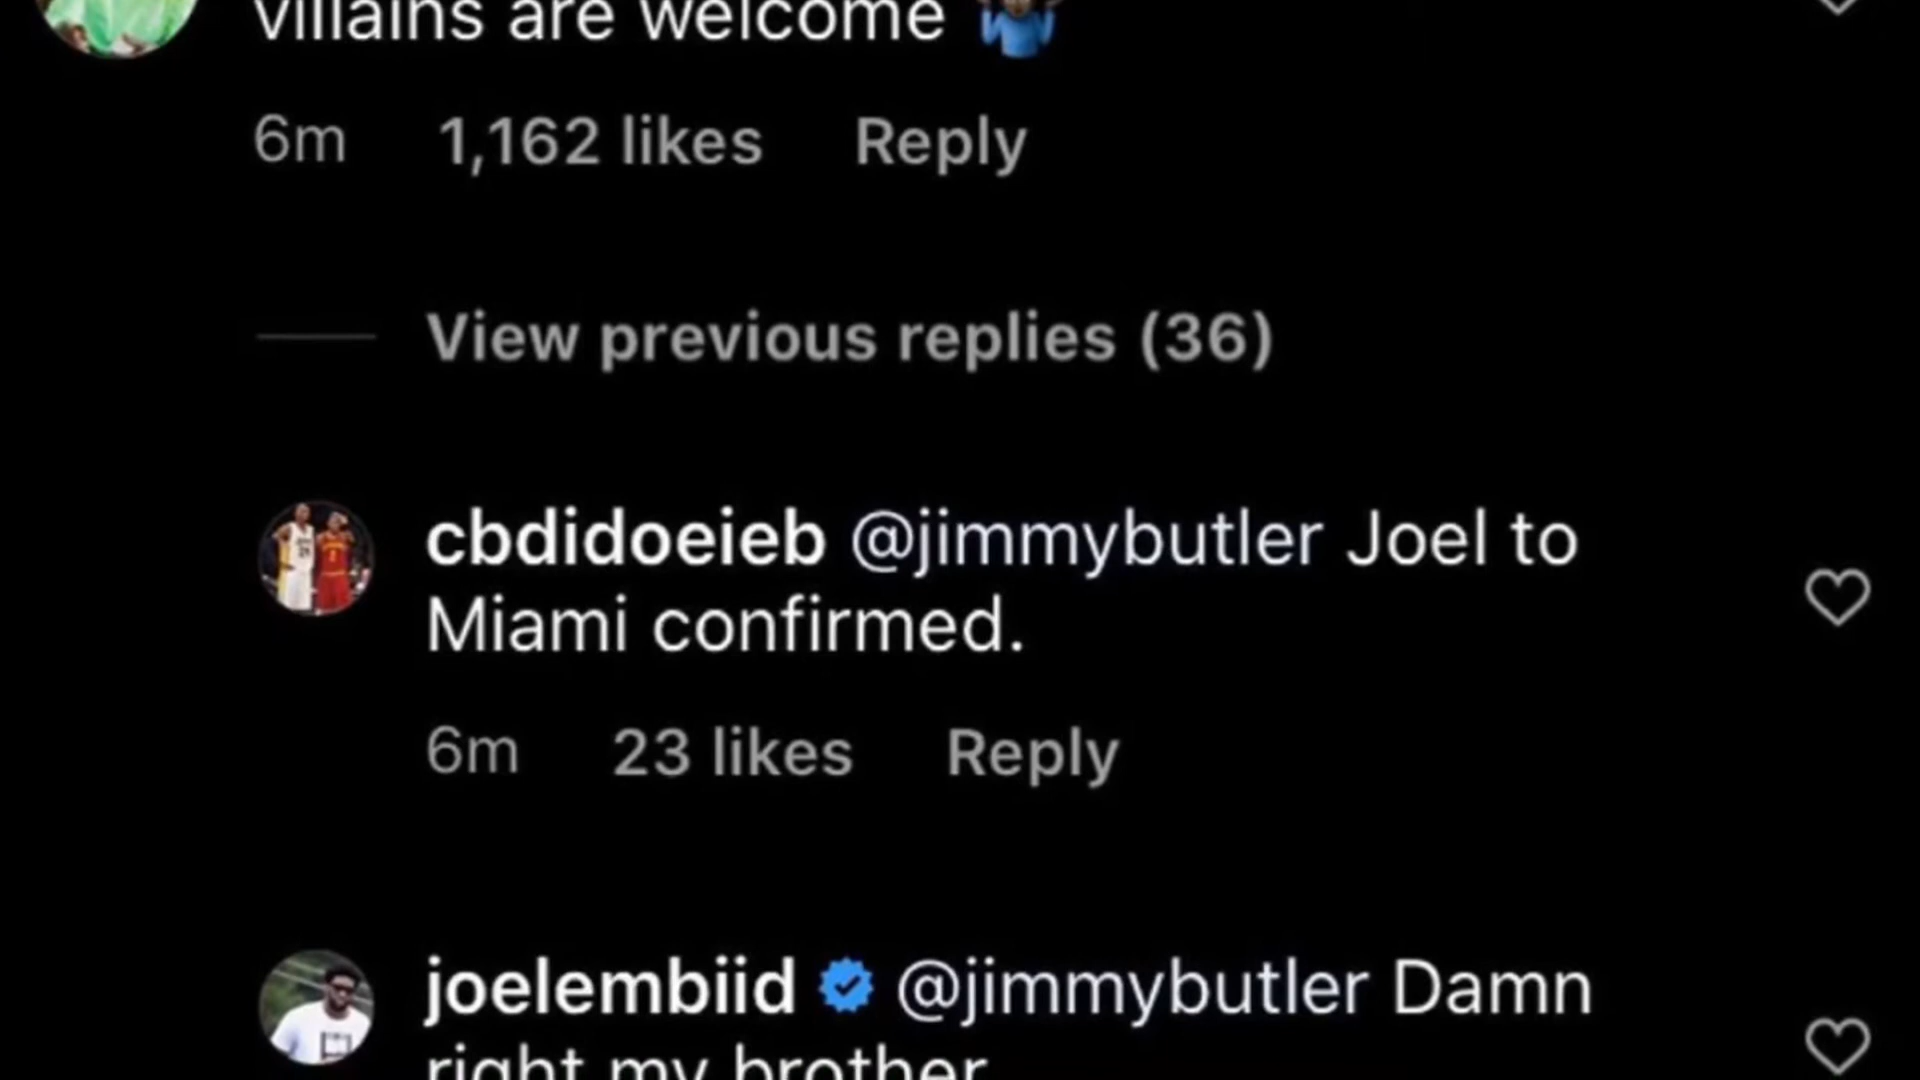 villains are welcome 🤷🏿‍♂️
6m 1,162 likes Reply
View previous replies (36)
cbdidoeieb @jimmybutler Joel to
Miami confirmed.
6m 23 likes Reply
joelembiid @jimmybutler Damn
right my brother